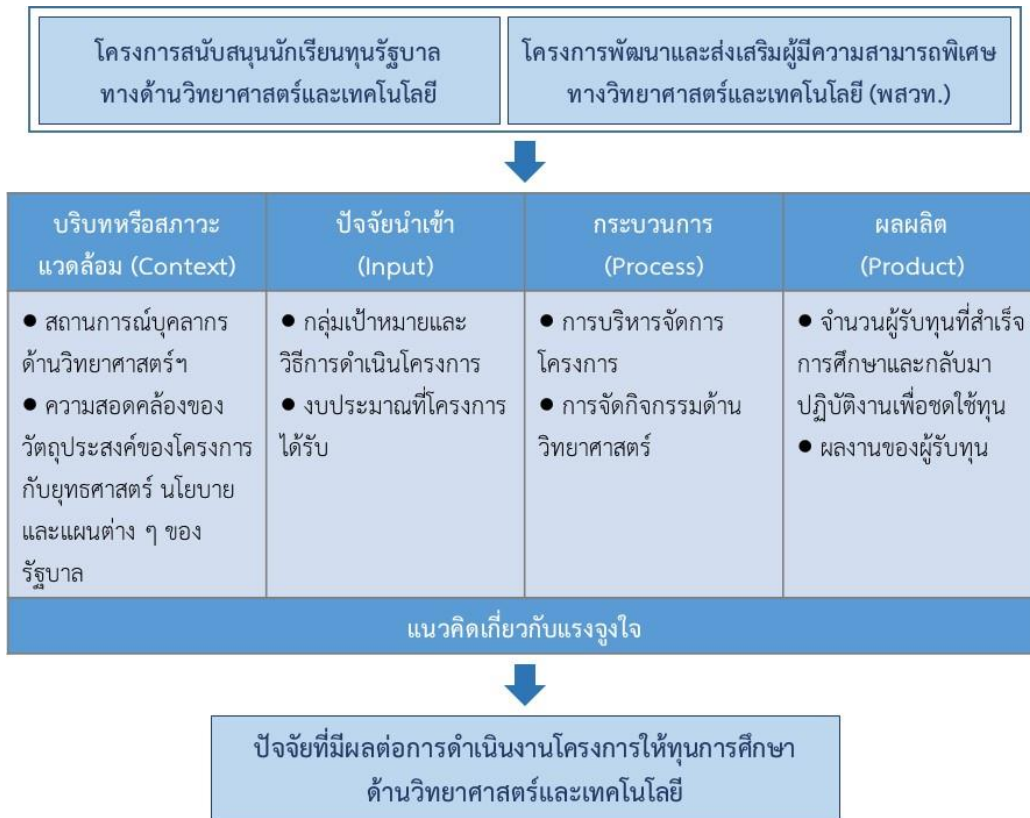 โครงการสนับสนุนนักเรียนทุนรัฐบาล
ทางด้านวิทยาศาสตร์และเทคโนโลยี
โครงการพัฒนาและส่งเสริมผู้มีความสามารถพิเศษ
ทางวิทยาศาสตร์และเทคโนโลยี (พสวท.)
บริบทหรือสภาวะ
แวดล้อม (Context)
ปัจจัยนำเข้า
(Input)
กระบวนการ
(Process)
ผลผลิต
(Product)
● สถานการณ์บุคลากร
ด้านวิทยาศาสตร์ฯ
● ความสอดคล้องของ
วัตถุประสงค์ของโครงการ
กับยุทธศาสตร์ นโยบาย
และแผนต่าง ๆ ของ
รัฐบาล
● กลุ่มเป้าหมายและ
วิธีการดำเนินโครงการ
● งบประมาณที่โครงการ
ได้รับ
● การบริหารจัดการ
โครงการ
● การจัดกิจกรรมด้าน
วิทยาศาสตร์
● จำนวนผู้รับทุนที่สำเร็จ
การศึกษาและกลับมา
ปฏิบัติงานเพื่อชดใช้ทุน
● ผลงานของผู้รับทุน
แนวคิดเกี่ยวกับแรงจูงใจ
ปัจจัยที่มีผลต่อการดำเนินงานโครงการให้ทุนการศึกษา
ด้านวิทยาศาสตร์และเทคโนโลยี